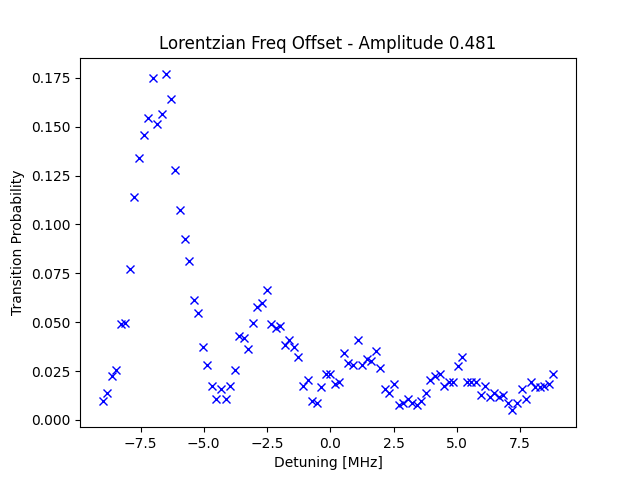 Lorentzian Freq Offset - Amplitude 0.481
Transition Probability
0.175
0.150
0.125
0.100
0.075
0.050
0.025
0.000
−7.5 −5.0 −2.5 0.0 2.5 5.0 7.5
Detuning [MHz]